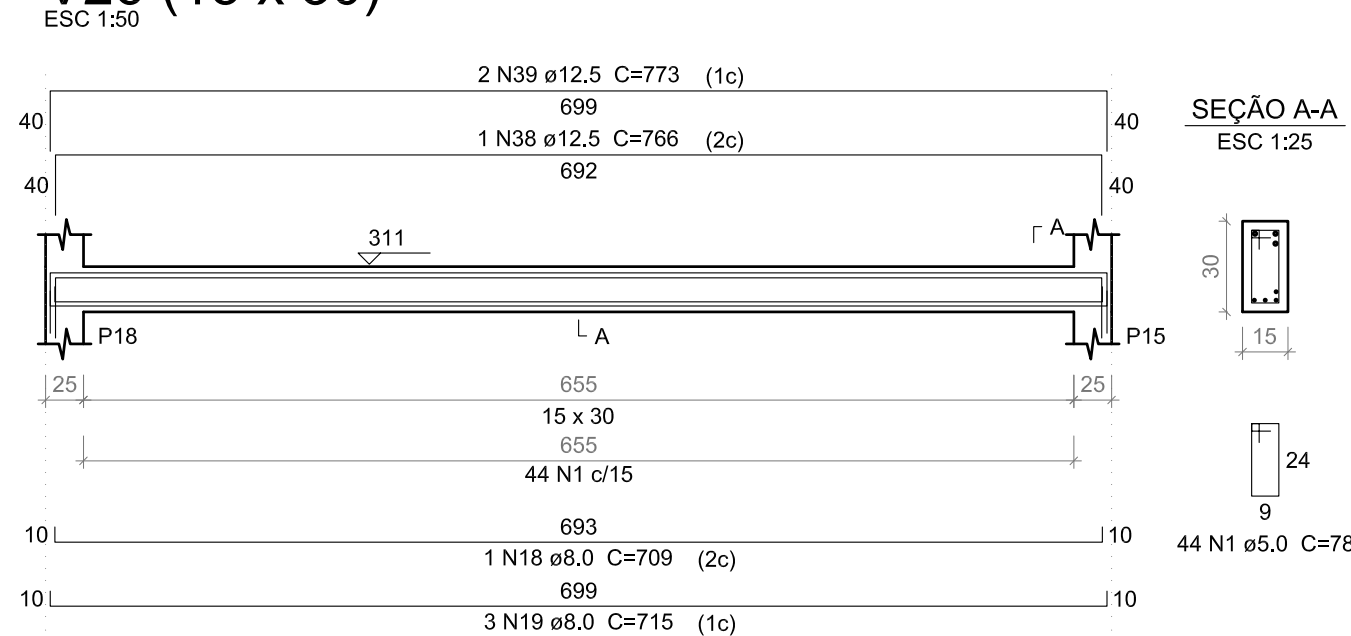 ESC 1:50
2 N39 ø12.5 C=773 (1c)
40
699
40
1 N38 ø12.5 C=766 (2c)
40
692
40
SEÇÃO A-A
ESC 1:25
311
A
A
P18
P15
30
15
25
655
25
15 x 30
655
44 N1 c/15
24
9
44 N1 ø5.0 C=78
10
693
10
1 N18 ø8.0 C=709 (2c)
10
699
10
3 N19 ø8.0 C=715 (1c)